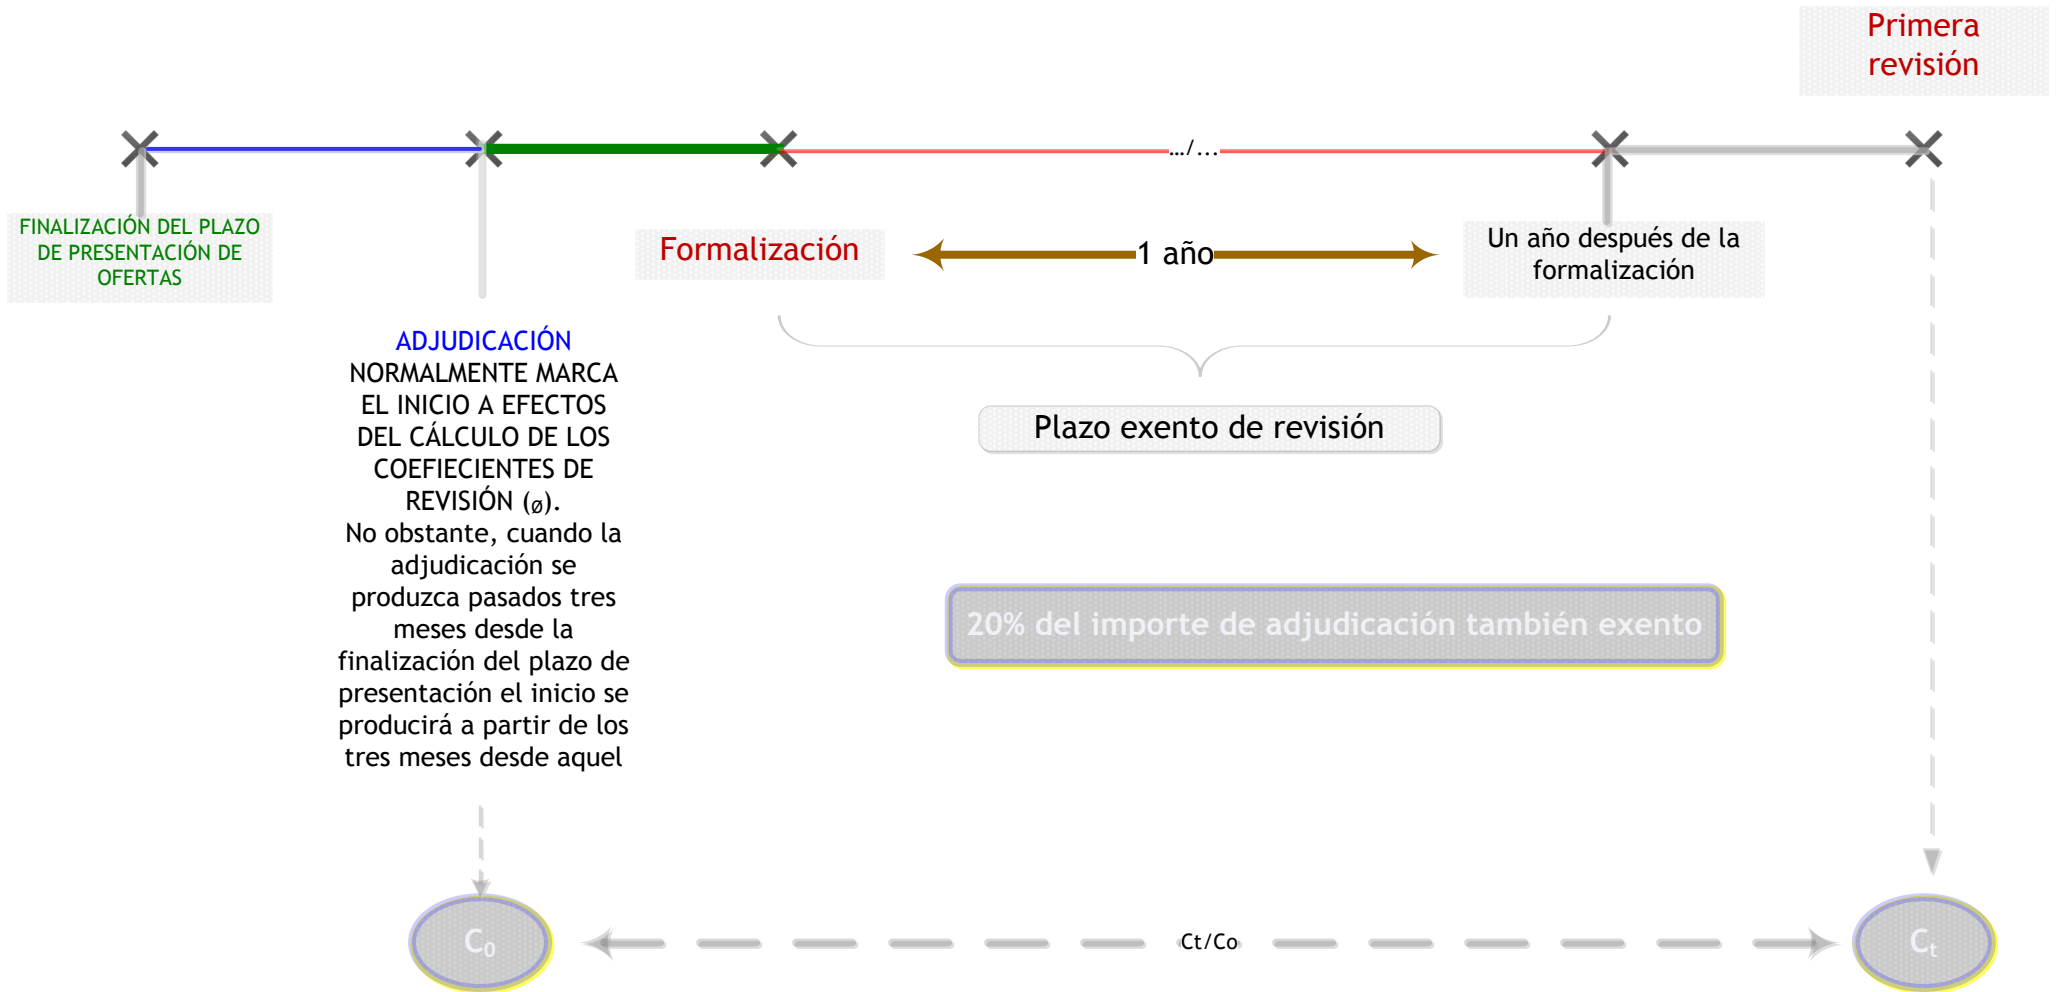 Primera
revisión
…/...
FINALIZACIÓN DEL PLAZO
DE PRESENTACIÓN DE
OFERTAS
Formalización
1 año
Un año después de la
formalización
ADJUDICACIÓN
NORMALMENTE MARCA
EL INICIO A EFECTOS
DEL CÁLCULO DE LOS
COEFIECIENTES DE
REVISIÓN (ø).
No obstante, cuando la
adjudicación se
produzca pasados tres
meses desde la
finalización del plazo de
presentación el inicio se
producirá a partir de los
tres meses desde aquel
Plazo exento de revisión
20% del importe de adjudicación también exento
C₀
Ct/Co
Cₜ